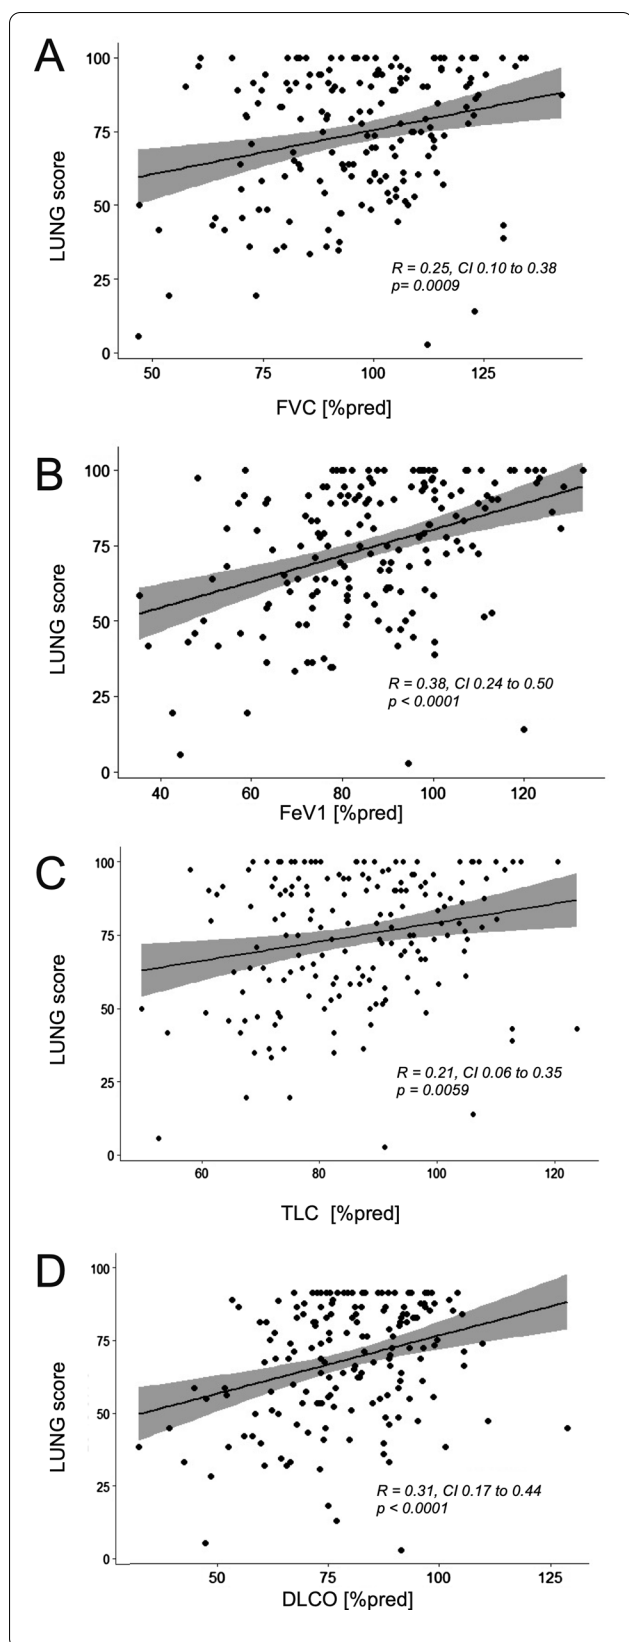 A
100
75
50
25
0
LUNG score
R = 0.25, CI 0.10 to 0.38
p= 0.0009
50 75 100 125
FVC [%pred]
B
100
75
50
25
0
LUNG score
R = 0.38, CI 0.24 to 0.50
p < 0.0001
40 60 80 100 120
FeV1 [%pred]
C
100
75
50
25
0
LUNG score
R = 0.21, CI 0.06 to 0.35
p = 0.0059
60 80 100 120
TLC [%pred]
D
100
75
50
25
0
LUNG score
R = 0.31, CI 0.17 to 0.44
p < 0.0001
50 75 100 125
DLCO [%pred]